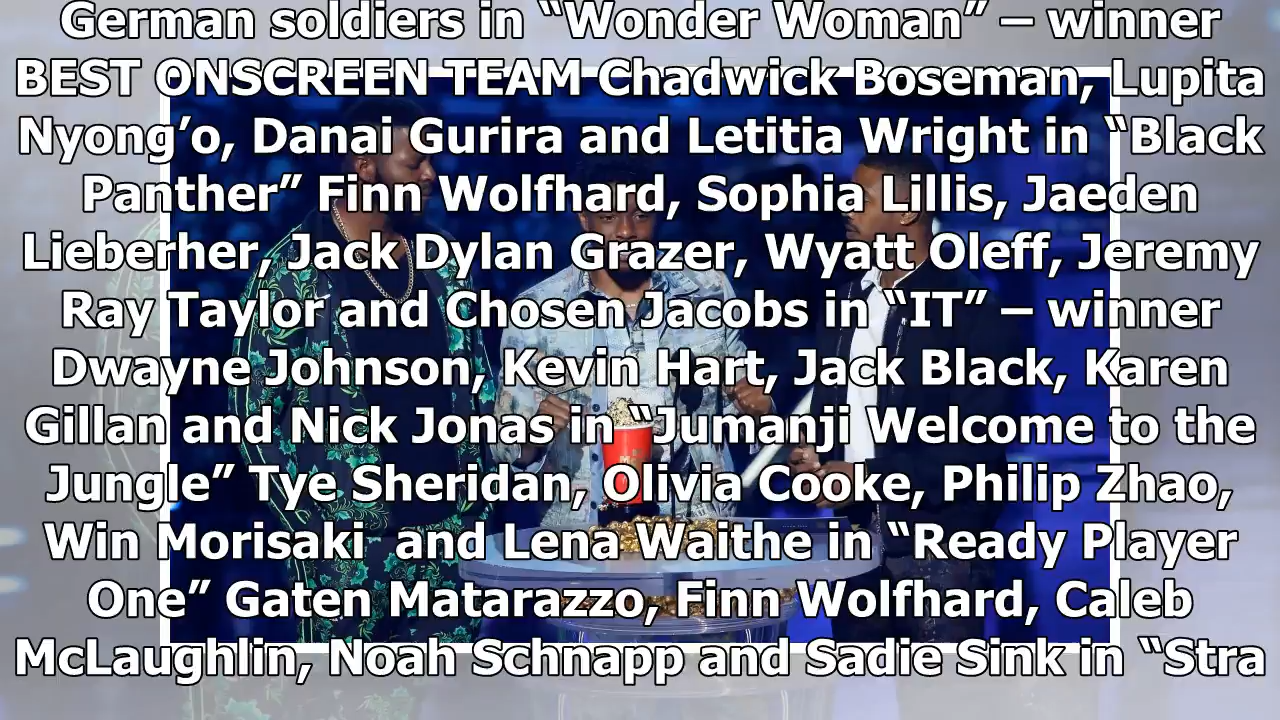 German soldiers in “Wonder Woman” – winner
BEST ONSCREEN TEAM Chadwick Boseman, Lupita
Nyong’o, Danai Gurira and Letitia Wright in “Black
Panther” Finn Wolfhard, Sophia Lillis, Jaeden
Lieberher, Jack Dylan Grazer, Wyatt Oleff, Jeremy
Ray Taylor and Chosen Jacobs in “IT” – winner
Dwayne Johnson, Kevin Hart, Jack Black, Karen
Gillan and Nick Jonas in “Jumanji Welcome to the
Jungle” Tye Sheridan, Olivia Cooke, Philip Zhao,
Win Morisaki  and Lena Waithe in “Ready Player
One” Gaten Matarazzo, Finn Wolfhard, Caleb
McLaughlin, Noah Schnapp and Sadie Sink in “Stra